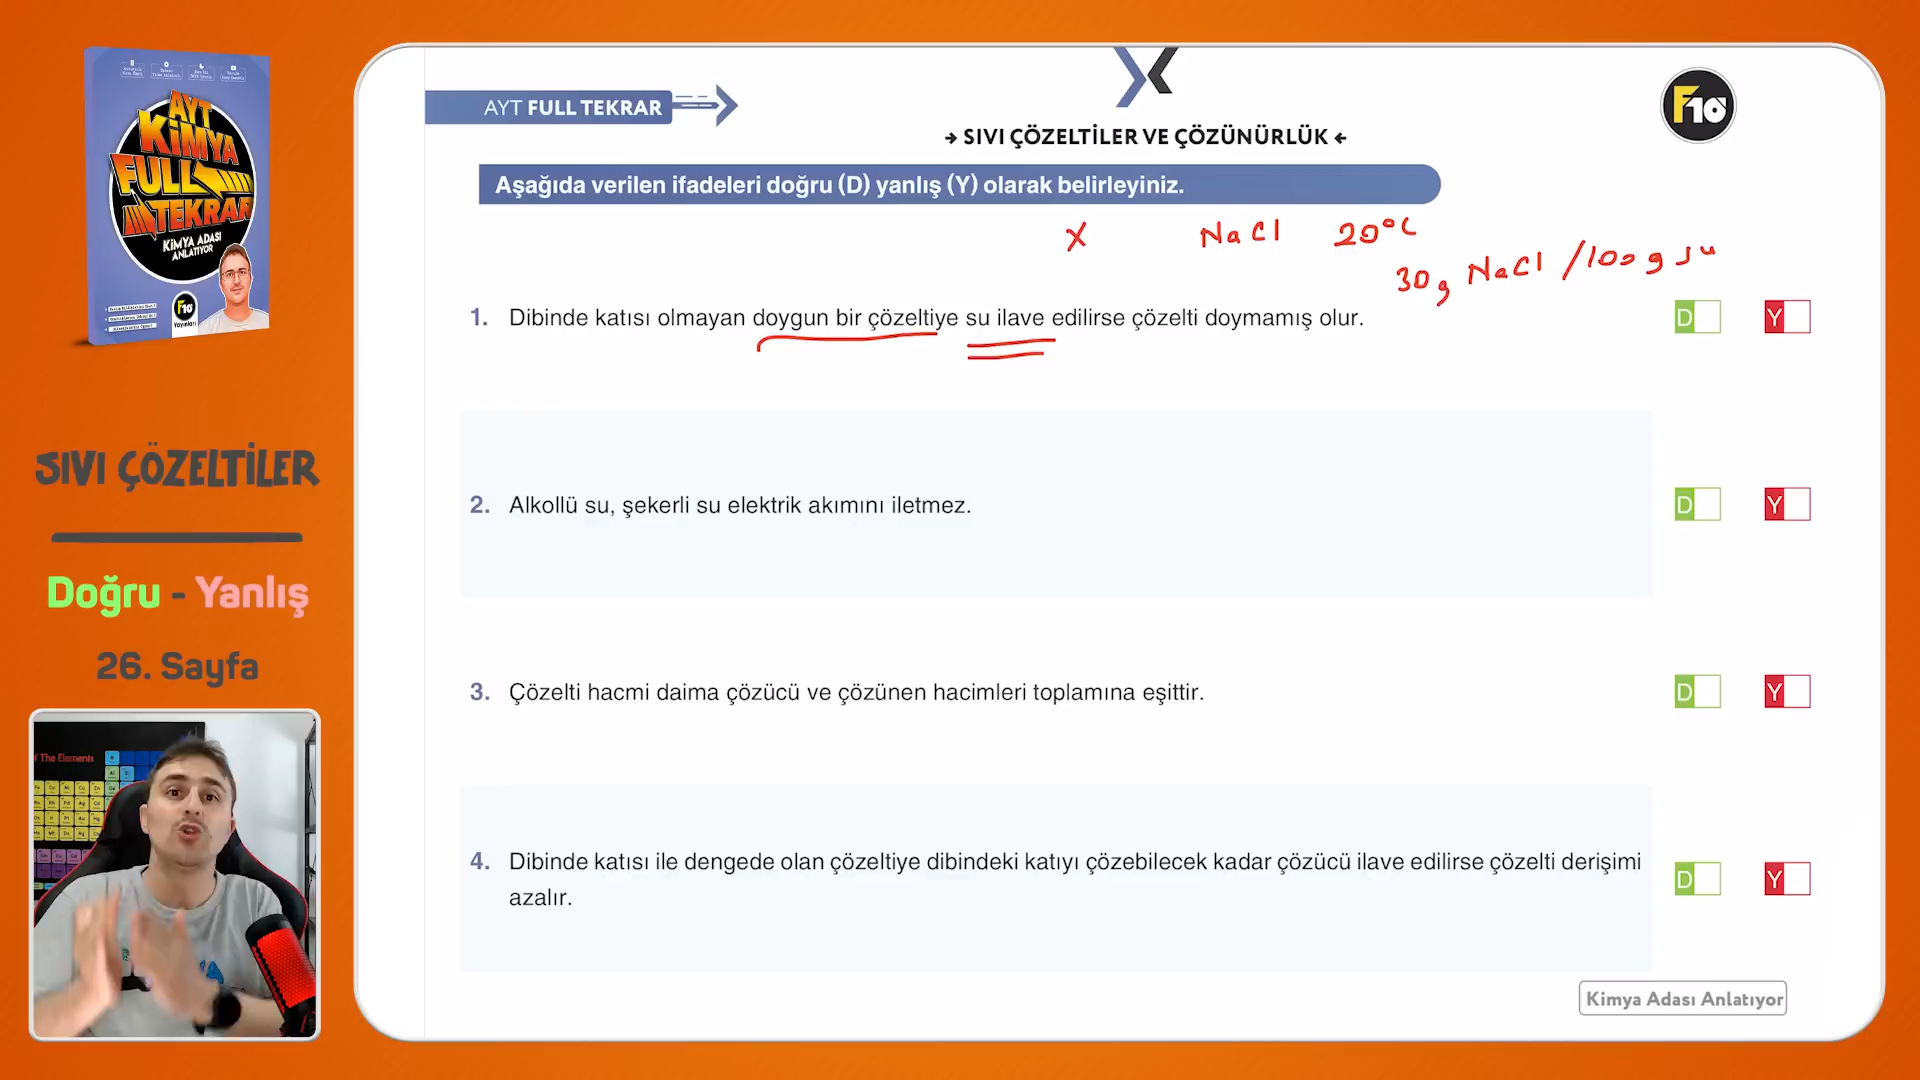 AYT
KİMYA
FULL
TEKRAR
KİMYA ADASI
ANLATIYOR
F10
Yayınları
SIVI ÇÖZELTİLER
Doğru - Yanlış
26. Sayfa
The Elements
AYT FULL TEKRAR
F10
→ SIVI ÇÖZELTİLER VE ÇÖZÜNÜRLÜK ←
Aşağıda verilen ifadeleri doğru (D) yanlış (Y) olarak belirleyiniz.
X NaCl 20°C
30g NaCl /100g su
1. Dibinde katısı olmayan doygun bir çözeltiye su ilave edilirse çözelti doymamış olur. D Y
2. Alkollü su, şekerli su elektrik akımını iletmez. D Y
3. Çözelti hacmi daima çözücü ve çözünen hacimleri toplamına eşittir. D Y
4. Dibinde katısı ile dengede olan çözeltiye dibindeki katıyı çözebilecek kadar çözücü ilave edilirse çözelti derişimi
azalır. D Y
Kimya Adası Anlatıyor